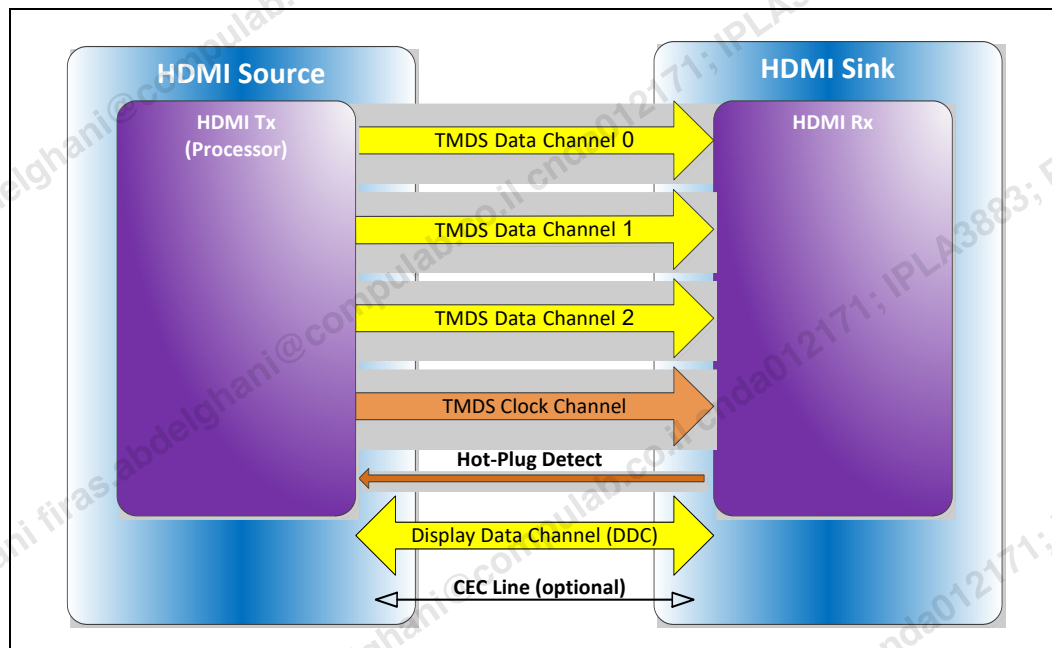 HDMI Source
HDMI Sink
HDMI Tx
(Processor)
HDMI Rx
TMDS Data Channel 0
TMDS Data Channel 1
TMDS Data Channel 2
TMDS Clock Channel
Hot-Plug Detect
Display Data Channel (DDC)
CEC Line (optional)